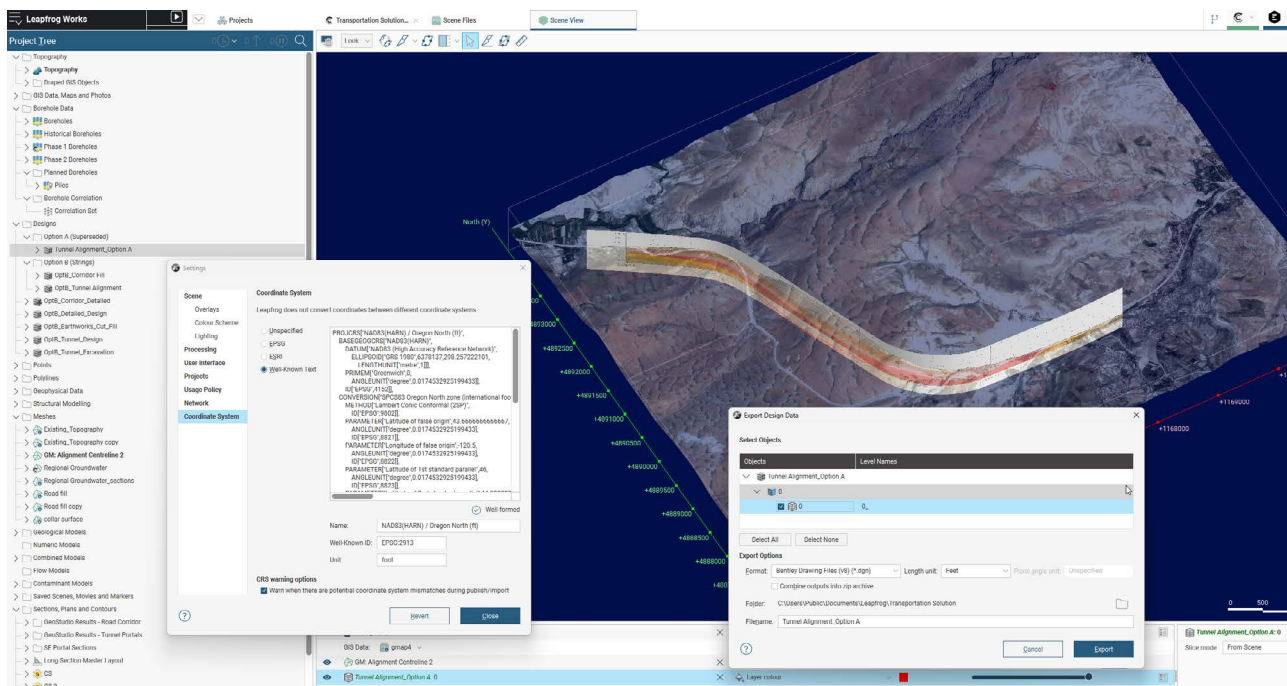 Leapfrog Works
Projects
Transportation Solution...
Scene Files
Scene View
Project Tree
Look
Topography
Topography
Draped GIS Objects
GIS Data, Maps and Photos
Borehole Data
Boreholes
Historical Boreholes
Phase 1 Boreholes
Phase 2 Boreholes
Planned Boreholes
Piles
Borehole Correlation
Correlation Set
Designs
Option A (Superseded)
Tunnel Alignment_Option A
Option B (Strings)
OptB_Corridor Fill
OptB_Tunnel Alignment
OptB_Corridor_Detailed
OptB_Detailed_Design
OptB_Earthworks_Cut_Fill
OptB_Tunnel_Design
OptB_Tunnel_Excavation
Points
Polylines
Geophysical Data
Structural Modelling
Meshes
Existing_Topography
Existing_Topography copy
GM: Alignment Centreline 2
Regional Groundwater
Regional Groundwater_sections
Road fill
Road fill copy
collar surface
Geological Models
Numeric Models
Combined Models
Flow Models
Contaminant Models
Saved Scenes, Movies and Markers
Sections, Plans and Contours
GeoStudio Results - Road Corridor
GeoStudio Results - Tunnel Portals
SE Portal Sections
Long Section Master Layout
CS
Settings
Scene
Overlays
Colour Scheme
Lighting
Processing
User Interface
Projects
Usage Policy
Network
Coordinate System
Coordinate System
Leapfrog does not convert coordinates between different coordinate systems
Unspecified
EPSG
ESRI
Well-Known Text
PROJCRS["NAD83(HARN) / Oregon North (ft)",
BASEGEOGCRS["NAD83(HARN)",
DATUM["NAD83 (High Accuracy Reference Network)",
ELLIPSOID["GRS 1980",6378137,298.257222101,
LENGTHUNIT["metre",1]]],
PRIMEM["Greenwich",0,
ANGLEUNIT["degree",0.0174532925199433]],
ID["EPSG",4152]],
CONVERSION["SPCS83 Oregon North zone (international foo
METHOD["Lambert Conic Conformal (2SP)",
ID["EPSG",9802]],
PARAMETER["Latitude of false origin",43.6666666666667,
ANGLEUNIT["degree",0.0174532925199433],
ID["EPSG",8821]],
PARAMETER["Longitude of false origin",-120.5,
ANGLEUNIT["degree",0.0174532925199433],
ID["EPSG",8822]],
PARAMETER["Latitude of 1st standard parallel",46,
ANGLEUNIT["degree",0.0174532925199433],
ID["EPSG",8823]],
Well formed
Name: NAD83(HARN) / Oregon North (ft)
Well-Known ID: EPSG:2913
Unit: foot
CRS warning options
Warn when there are potential coordinate system mismatches during publish/import
Revert
Close
North (Y)
+4892500
+4892000
+4891500
+4891000
+4890500
+4890000
+4889500
+4889000
+4888500
+4888000
+1169000
+1168000
0 500
Export Design Data
Select Objects
Objects Level Names
Tunnel Alignment_Option A
0
0 0_
Select All Select None
Export Options
Format: Bentley Drawing Files (V8) (*.dgn) Length unit: Feet Plane angle unit: Unspecified
Combine outputs into zip archive
Folder: C:\Users\Public\Documents\Leapfrog\Transportation Solution
Filename: Tunnel Alignment_Option A
Cancel
Export
GIS Data: gmap4
GM: Alignment Centreline 2
Tunnel Alignment_Option A: 0
Layer colour
Tunnel Alignment_Option A: 0
Slice mode From Scene